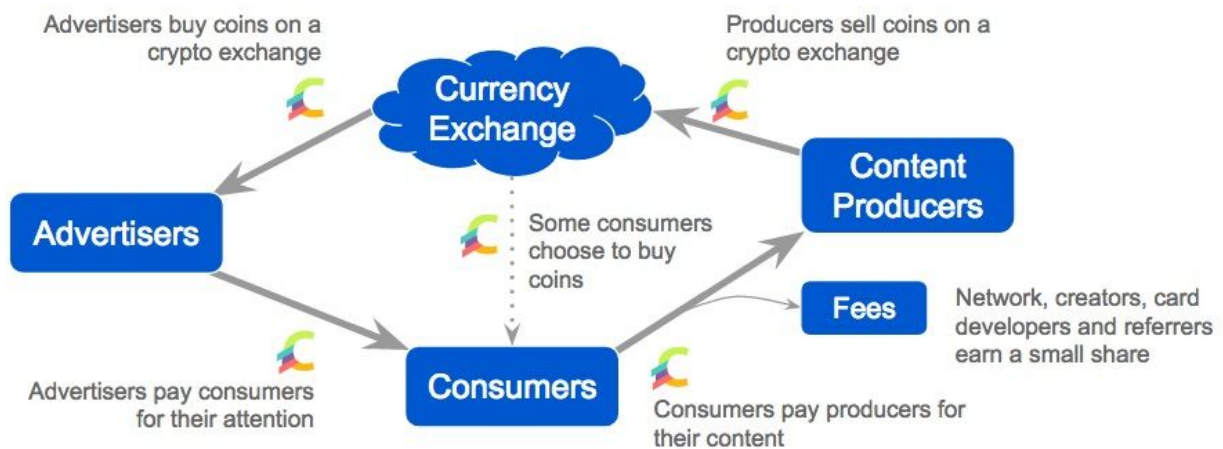 Advertisers buy coins on a
crypto exchange
Producers sell coins on a
crypto exchange
Currency
Exchange
Content
Producers
Advertisers
Some consumers
choose to buy
coins
Fees
Network, creators, card
developers and referrers
earn a small share
Consumers
Advertisers pay consumers
for their attention
Consumers pay producers for
their content